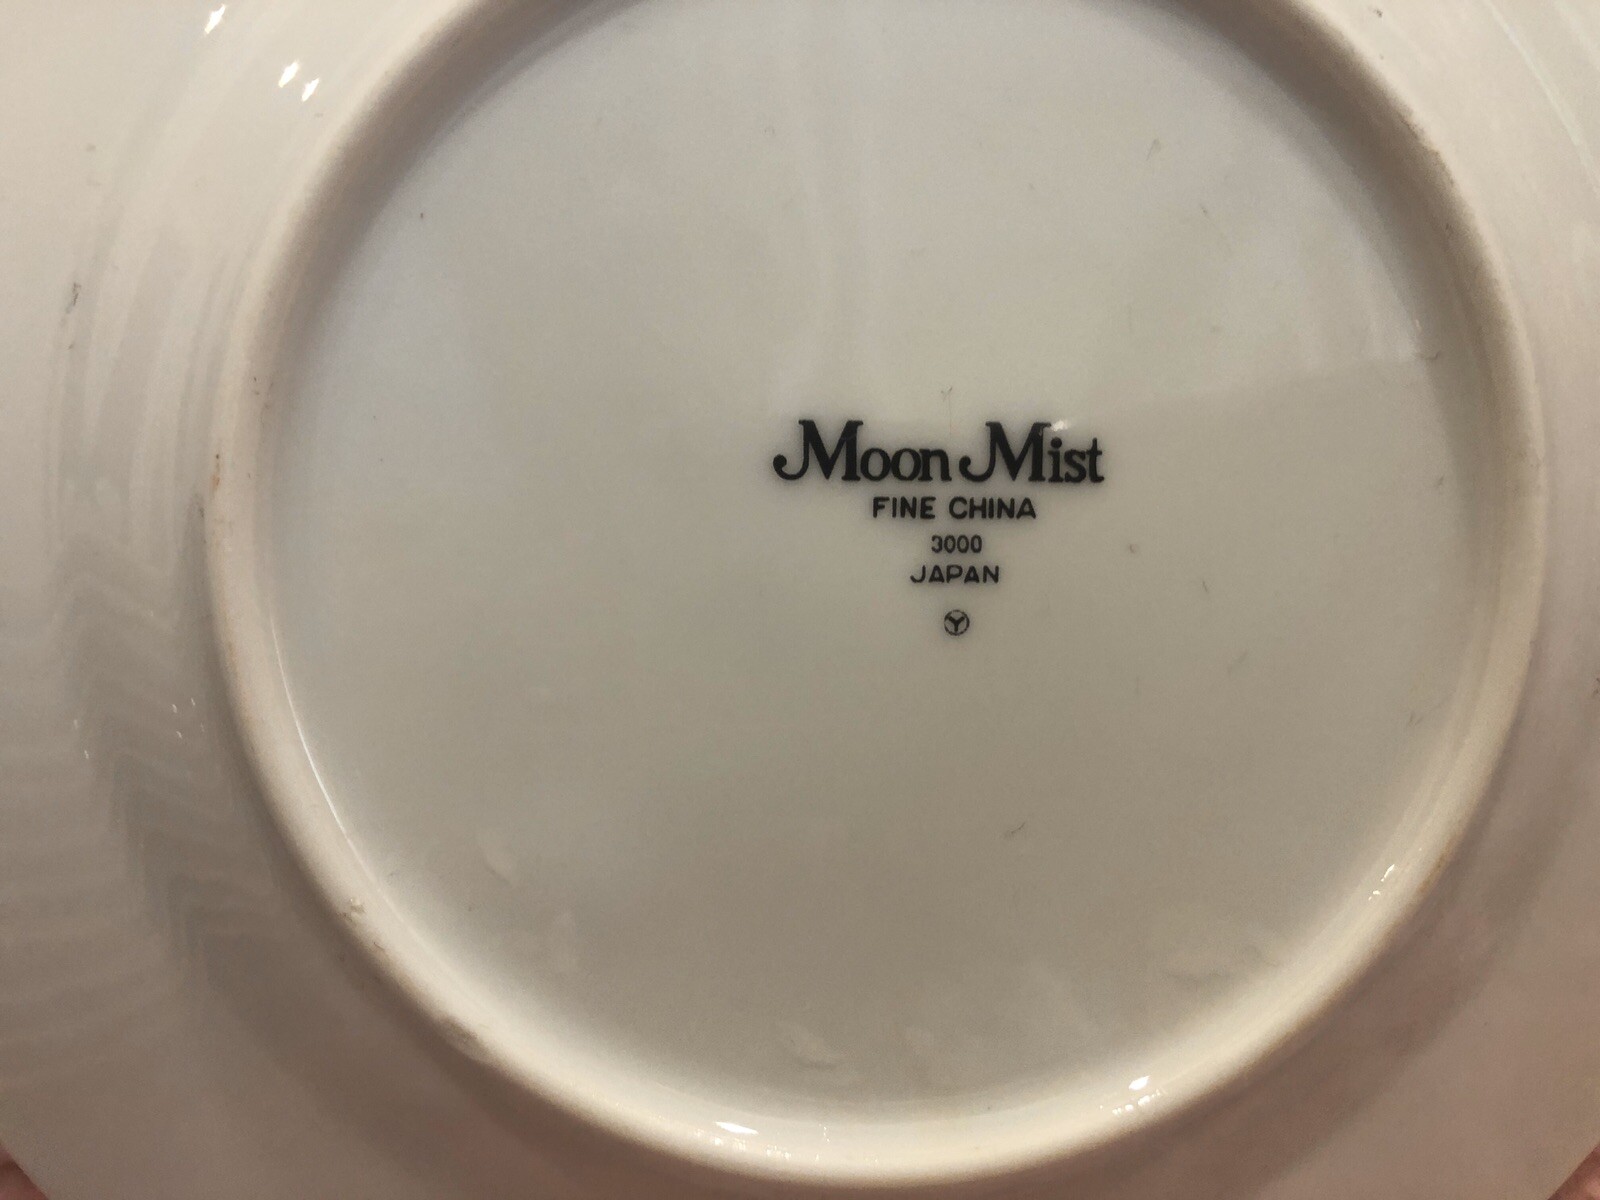 Moon Mist
FINE CHINA
3000
JAPAN
Y